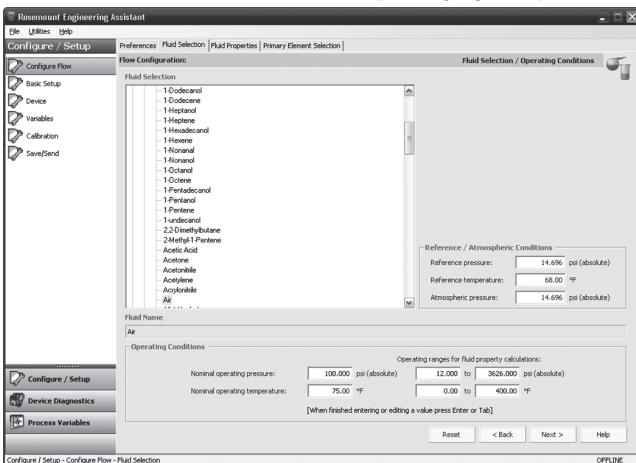 Rosemount Engineering Assistant
File Utilities Help
Configure / Setup
Preferences Fluid Selection Fluid Properties Primary Element Selection
Configure Flow
Basic Setup
Device
Variables
Calibration
Save/Send
Flow Configuration: Fluid Selection / Operating Conditions
Fluid Selection
1-Dodecanol
1-Dodecene
1-Heptanol
1-Heptene
1-Hexadecanol
1-Hexene
1-Nonanal
1-Nonanol
1-Octanol
1-Octene
1-Pentadecanol
1-Pentanol
1-Pentene
1-undecanol
2,2-Dimethylbutane
2-Methyl-1-Pentene
Acetic Acid
Acetone
Acetonitrile
Acetylene
Acrylonitrile
Air
Reference / Atmospheric Conditions
Reference pressure: 14.696 psi (absolute)
Reference temperature: 68.00 °F
Atmospheric pressure: 14.696 psi (absolute)
Fluid Name
Air
Operating Conditions
Operating ranges for fluid property calculations:
Nominal operating pressure: 100.000 psi (absolute) 12.000 to 3626.000 psi (absolute)
Nominal operating temperature: 75.00 °F 0.00 to 400.00 °F
[When finished entering or editing a value press Enter or Tab]
Reset < Back Next > Help
Configure / Setup
Device Diagnostics
Process Variables
Configure / Setup - Configure Flow - Fluid Selection OFFLINE